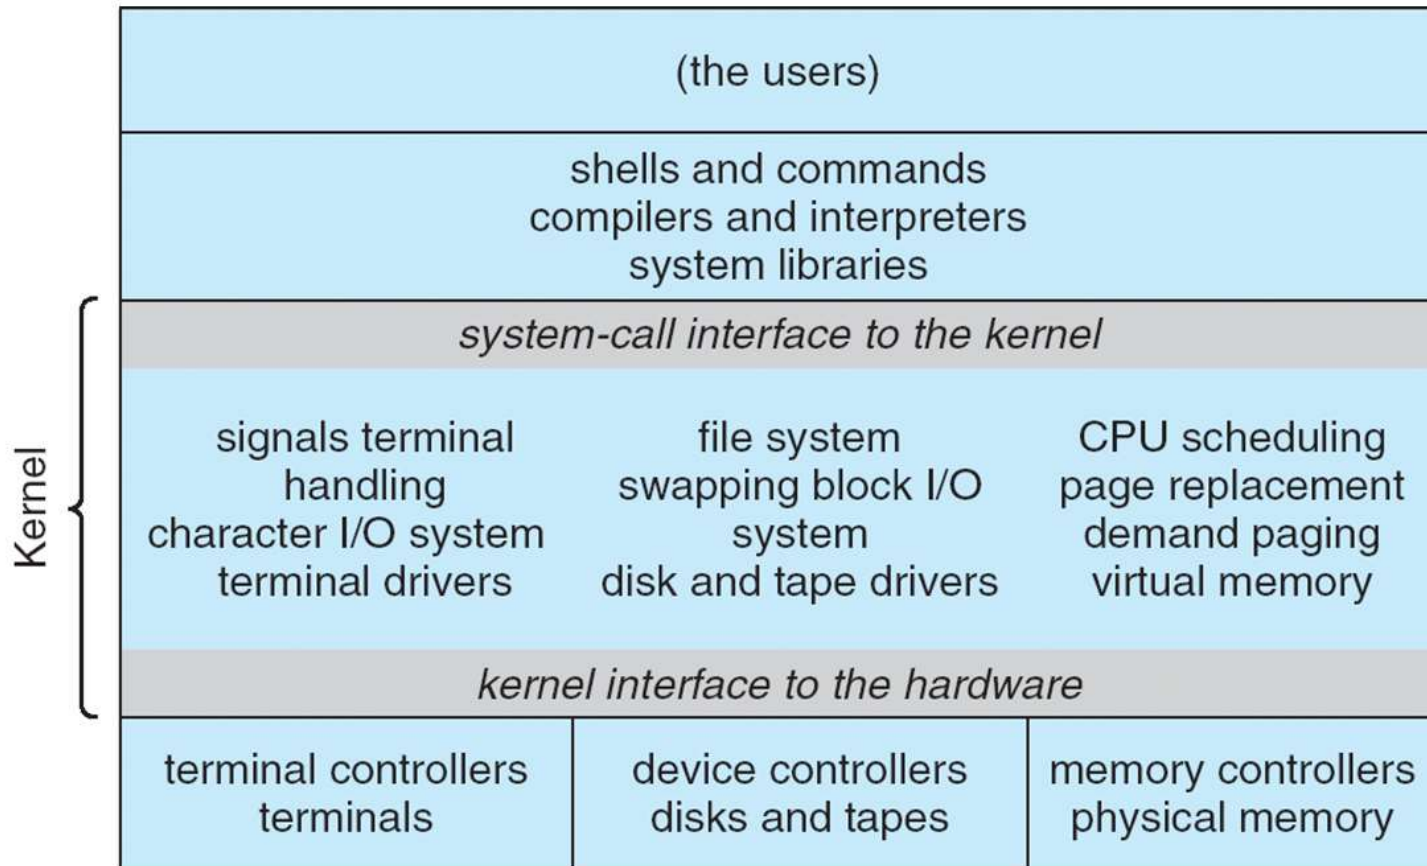 (the users)
shells and commands
compilers and interpreters
system libraries
Kernel
system-call interface to the kernel
signals terminal
handling
character I/O system
terminal drivers
file system
swapping block I/O
system
disk and tape drivers
CPU scheduling
page replacement
demand paging
virtual memory
kernel interface to the hardware
terminal controllers
terminals
device controllers
disks and tapes
memory controllers
physical memory